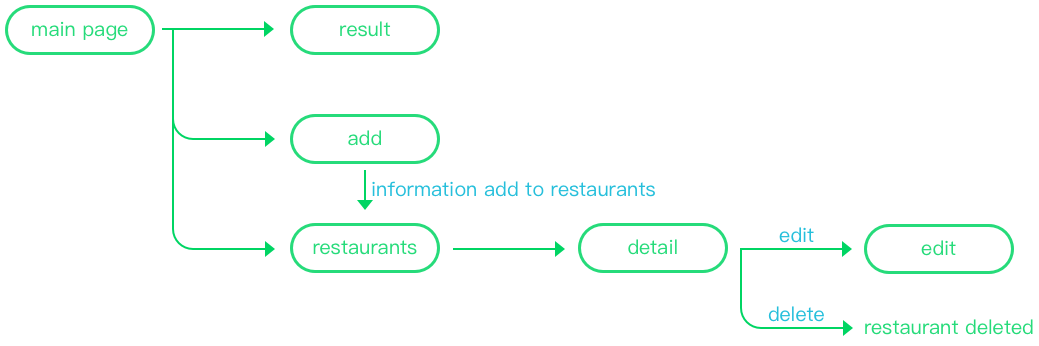 main page
result
add
information add to restaurants
restaurants
detail
edit
edit
delete
restaurant deleted